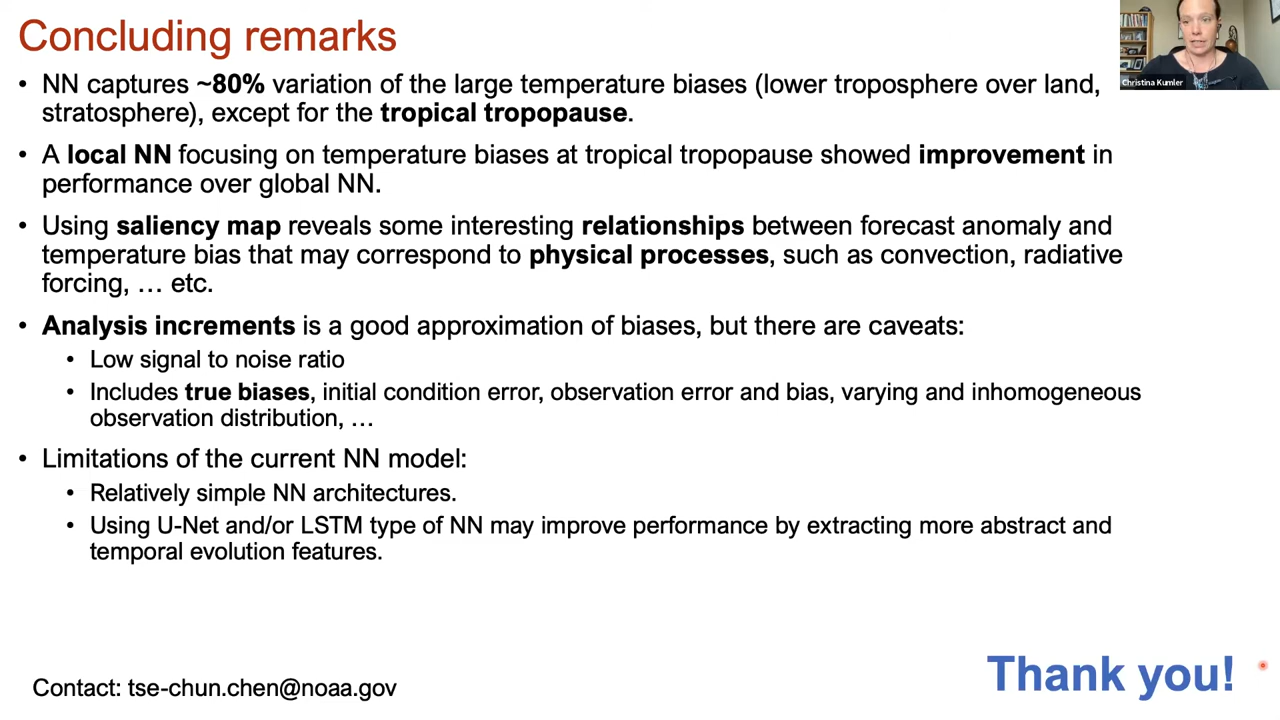 Concluding remarks
• NN captures ~80% variation of the large temperature biases (lower troposphere over land,
stratosphere), except for the tropical tropopause.
• A local NN focusing on temperature biases at tropical tropopause showed improvement in
performance over global NN.
• Using saliency map reveals some interesting relationships between forecast anomaly and
temperature bias that may correspond to physical processes, such as convection, radiative
forcing, … etc.
• Analysis increments is a good approximation of biases, but there are caveats:
• Low signal to noise ratio
• Includes true biases, initial condition error, observation error and bias, varying and inhomogeneous
observation distribution, …
• Limitations of the current NN model:
• Relatively simple NN architectures.
• Using U-Net and/or LSTM type of NN may improve performance by extracting more abstract and
temporal evolution features.
Contact: tse-chun.chen@noaa.gov
Thank you!
Christina Kumler